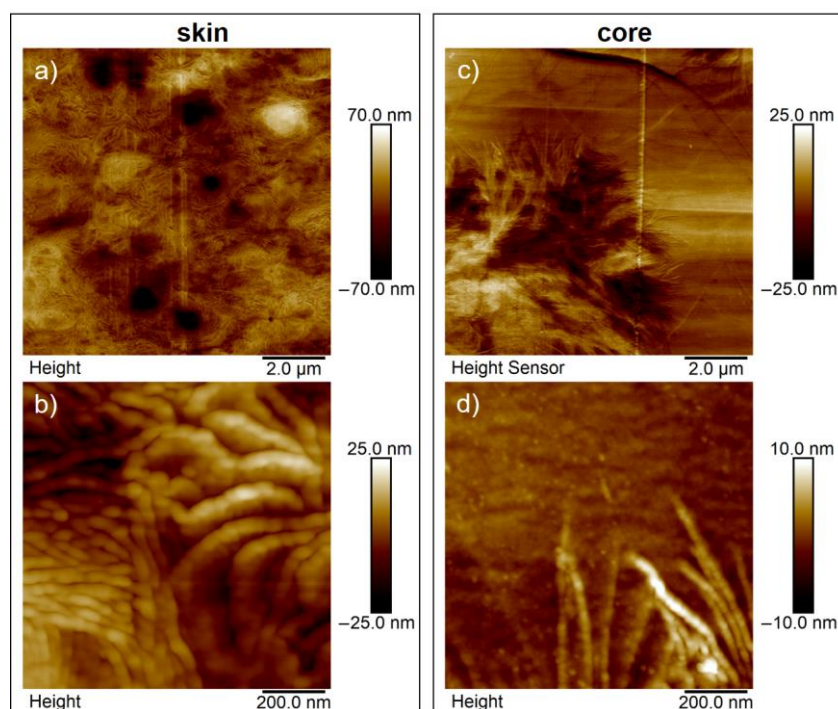 skin
a)
70.0 nm
–70.0 nm
Height
2.0 µm
b)
25.0 nm
–25.0 nm
Height
200.0 nm
core
c)
25.0 nm
–25.0 nm
Height Sensor
2.0 µm
d)
10.0 nm
–10.0 nm
Height
200.0 nm